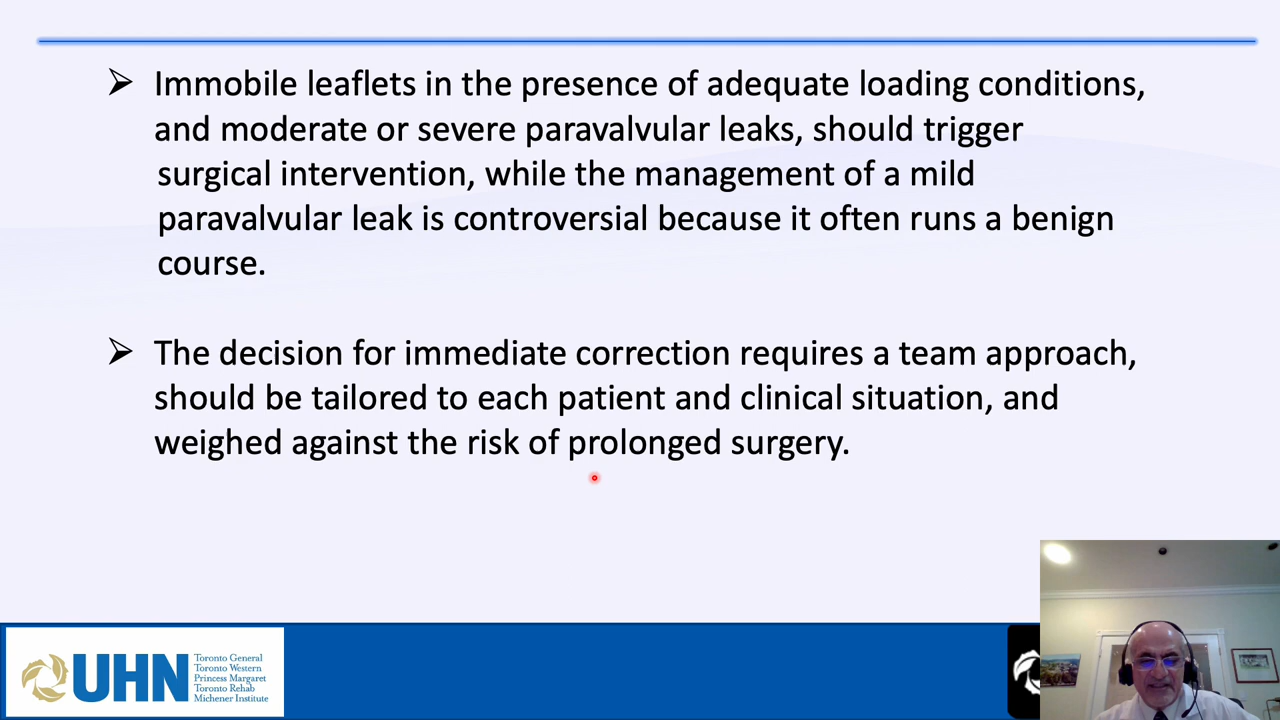 Immobile leaflets in the presence of adequate loading conditions,
and moderate or severe paravalvular leaks, should trigger
surgical intervention, while the management of a mild
paravalvular leak is controversial because it often runs a benign
course.
The decision for immediate correction requires a team approach,
should be tailored to each patient and clinical situation, and
weighed against the risk of prolonged surgery.
UHN
Toronto General
Toronto Western
Princess Margaret
Toronto Rehab
Michener Institute